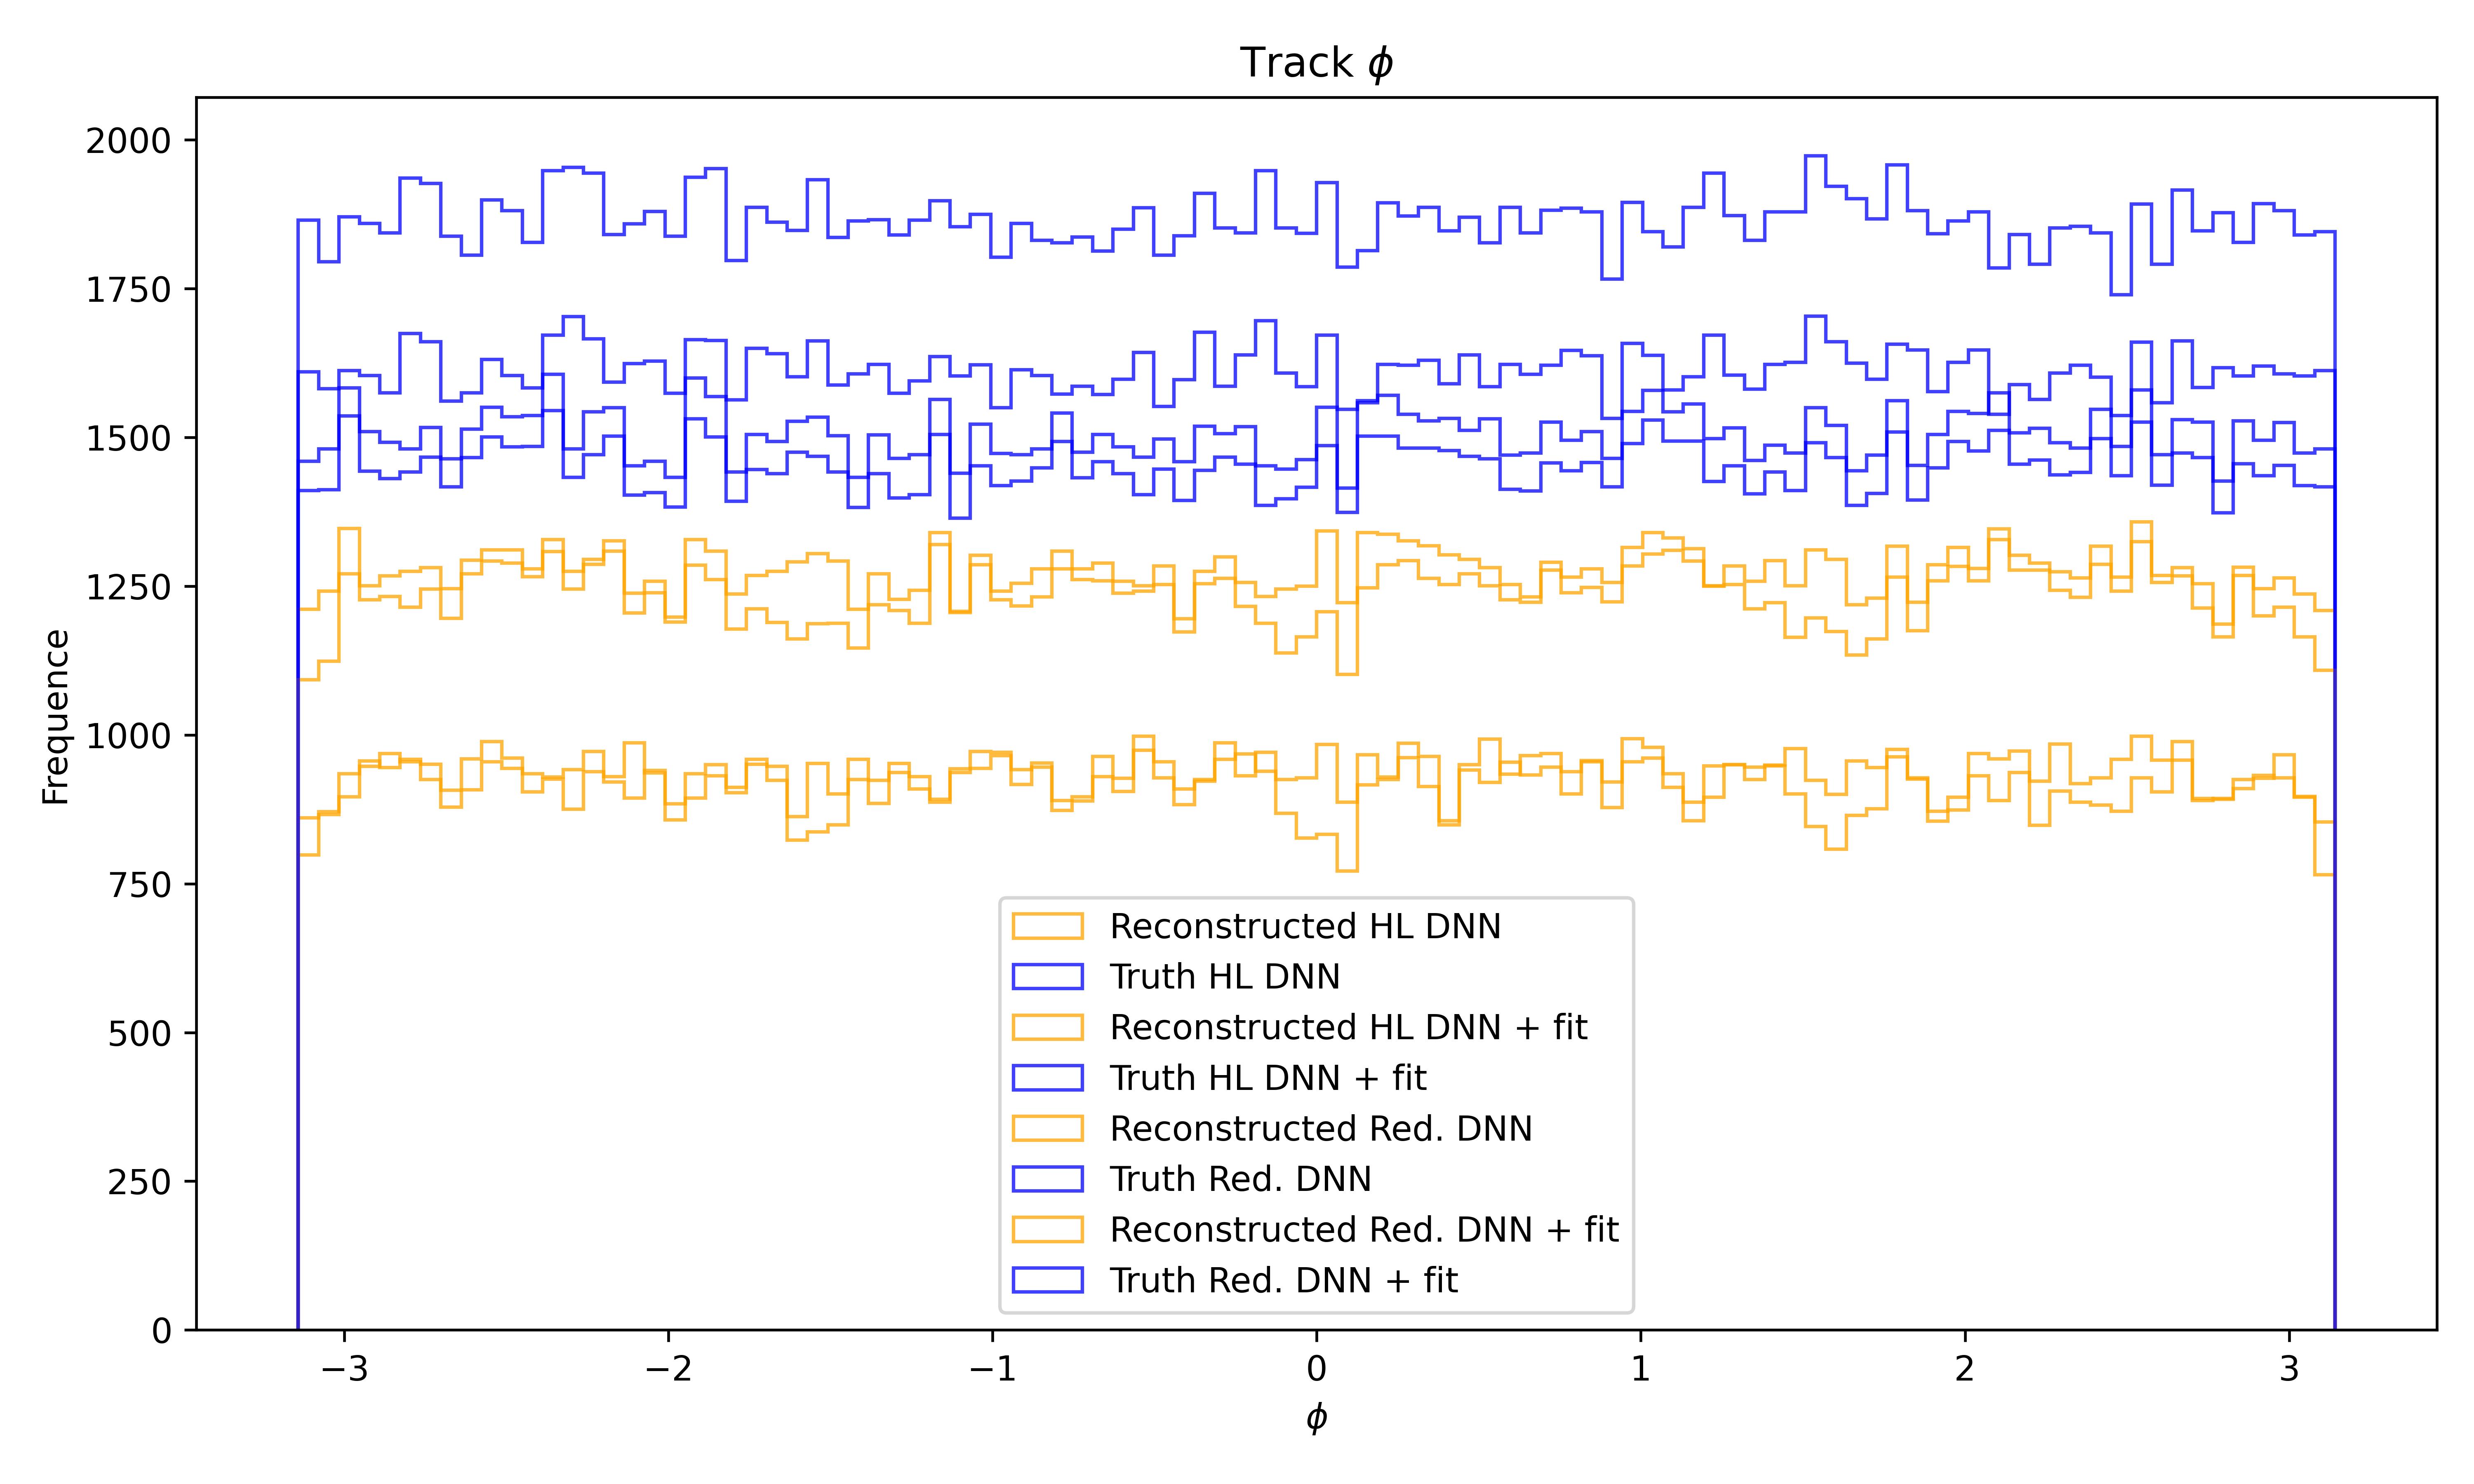 Track ϕ
Frequence
2000
1750
1500
1250
1000
750
500
250
0
−3
−2
−1
0
1
2
3
ϕ
Reconstructed HL DNN
Truth HL DNN
Reconstructed HL DNN + fit
Truth HL DNN + fit
Reconstructed Red. DNN
Truth Red. DNN
Reconstructed Red. DNN + fit
Truth Red. DNN + fit